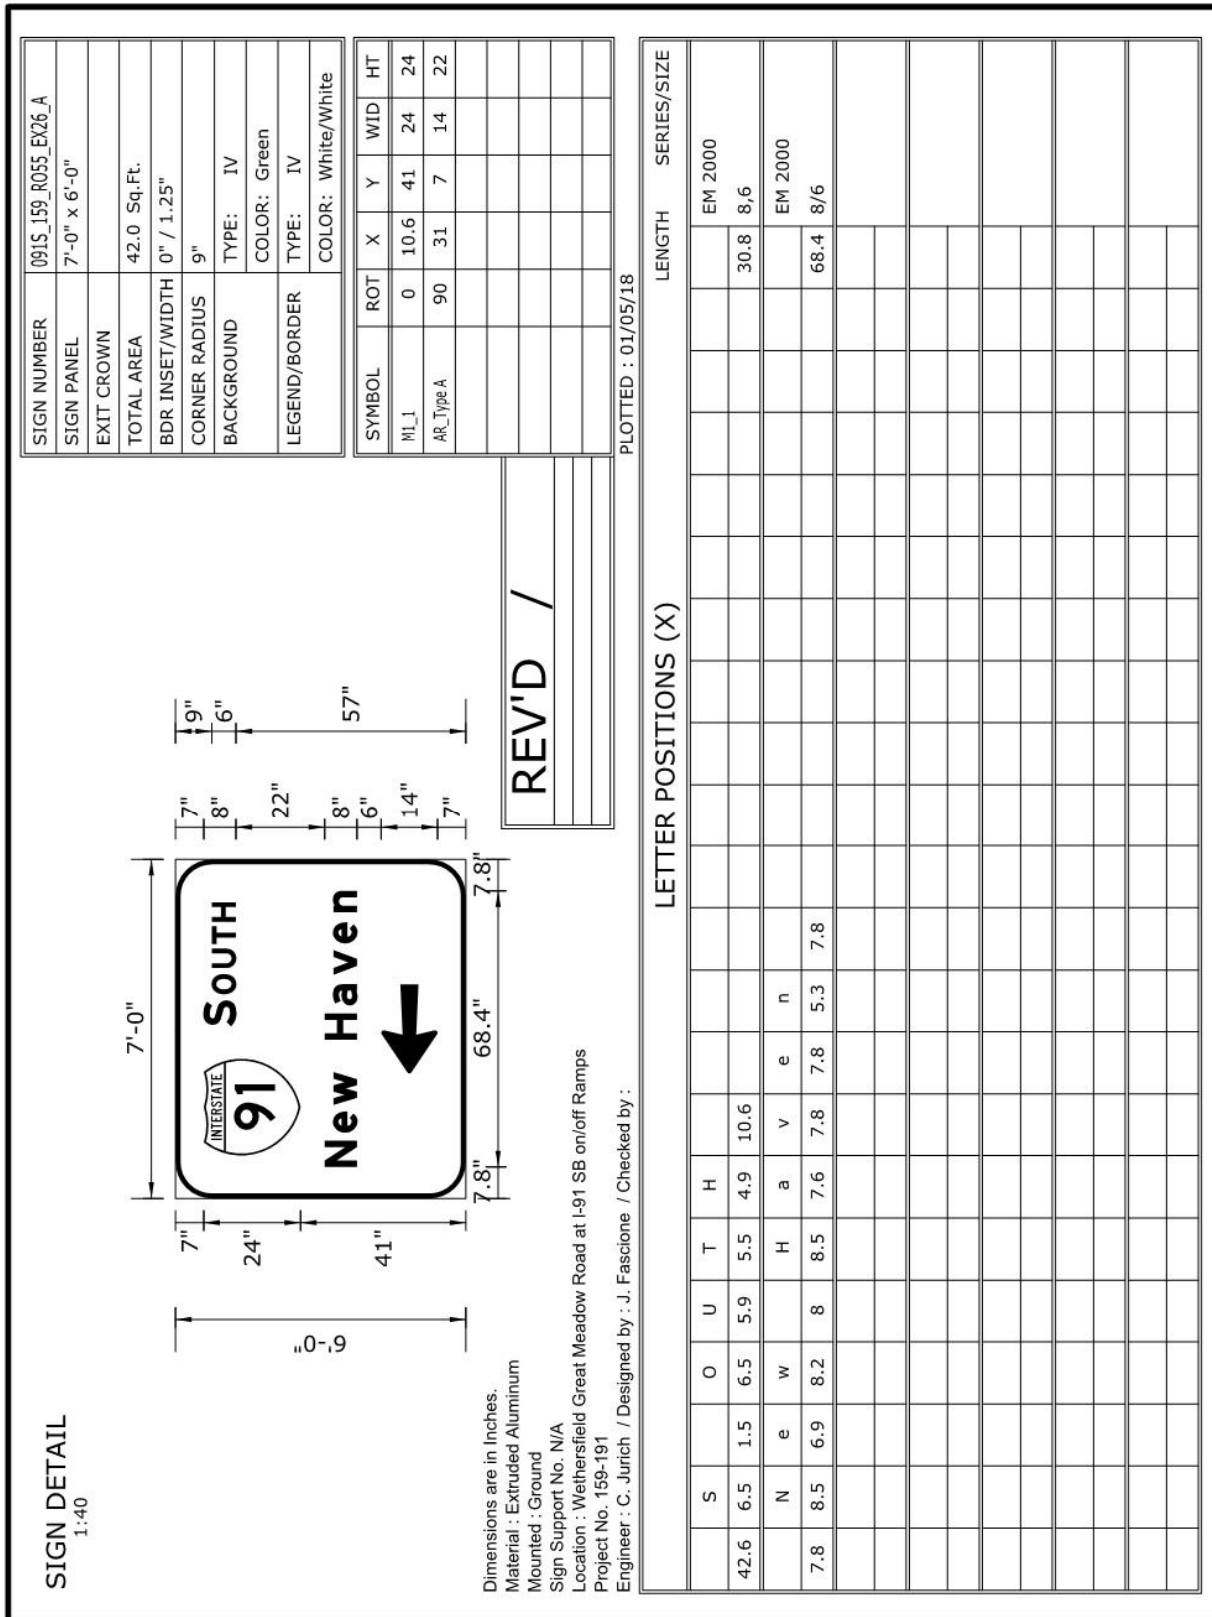 SIGN DETAIL
1:40
7'-0"
6'-0"
7"
24"
41"
INTERSTATE
91
SOUTH
New Haven
7"
8"
22"
8"
6"
14"
7"
9"
6"
57"
7.8" 68.4" 7.8"
SIGN NUMBER 091S_159_R055_EX26_A
SIGN PANEL 7'-0" x 6'-0"
EXIT CROWN
TOTAL AREA 42.0 Sq.Ft.
BDR INSET/WIDTH 0" / 1.25"
CORNER RADIUS 9"
BACKGROUND TYPE: IV
COLOR: Green
LEGEND/BORDER TYPE: IV
COLOR: White/White
SYMBOL ROT X Y WID HT
M1_1 0 10.6 41 24 24
AR_Type A 90 31 7 14 22
Dimensions are in Inches.
Material : Extruded Aluminum
Mounted : Ground
Sign Support No. N/A
Location : Wethersfield Great Meadow Road at I-91 SB on/off Ramps
Project No. 159-191
Engineer : C. Jurich / Designed by : J. Fascione / Checked by :
REV'D /
PLOTTED : 01/05/18
LETTER POSITIONS (X) LENGTH SERIES/SIZE
S O U T H EM 2000
42.6 6.5 1.5 6.5 5.9 5.5 4.9 10.6 30.8 8,6
N e w H a v e n EM 2000
7.8 8.5 6.9 8.2 8 8.5 7.6 7.8 7.8 5.3 7.8 68.4 8/6